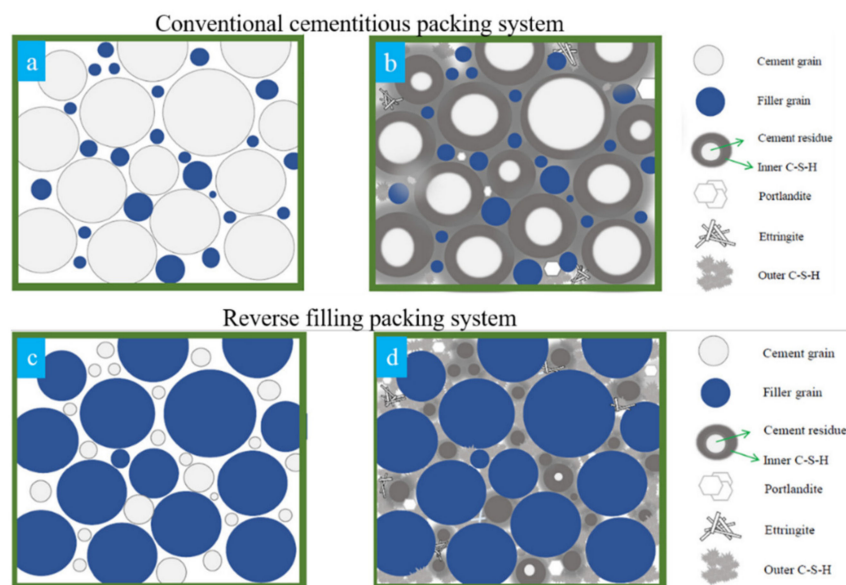 Conventional cementitious packing system
a
b
Cement grain
Filler grain
Cement residue
Inner C-S-H
Portlandite
Ettringite
Outer C-S-H
Reverse filling packing system
c
d
Cement grain
Filler grain
Cement residue
Inner C-S-H
Portlandite
Ettringite
Outer C-S-H